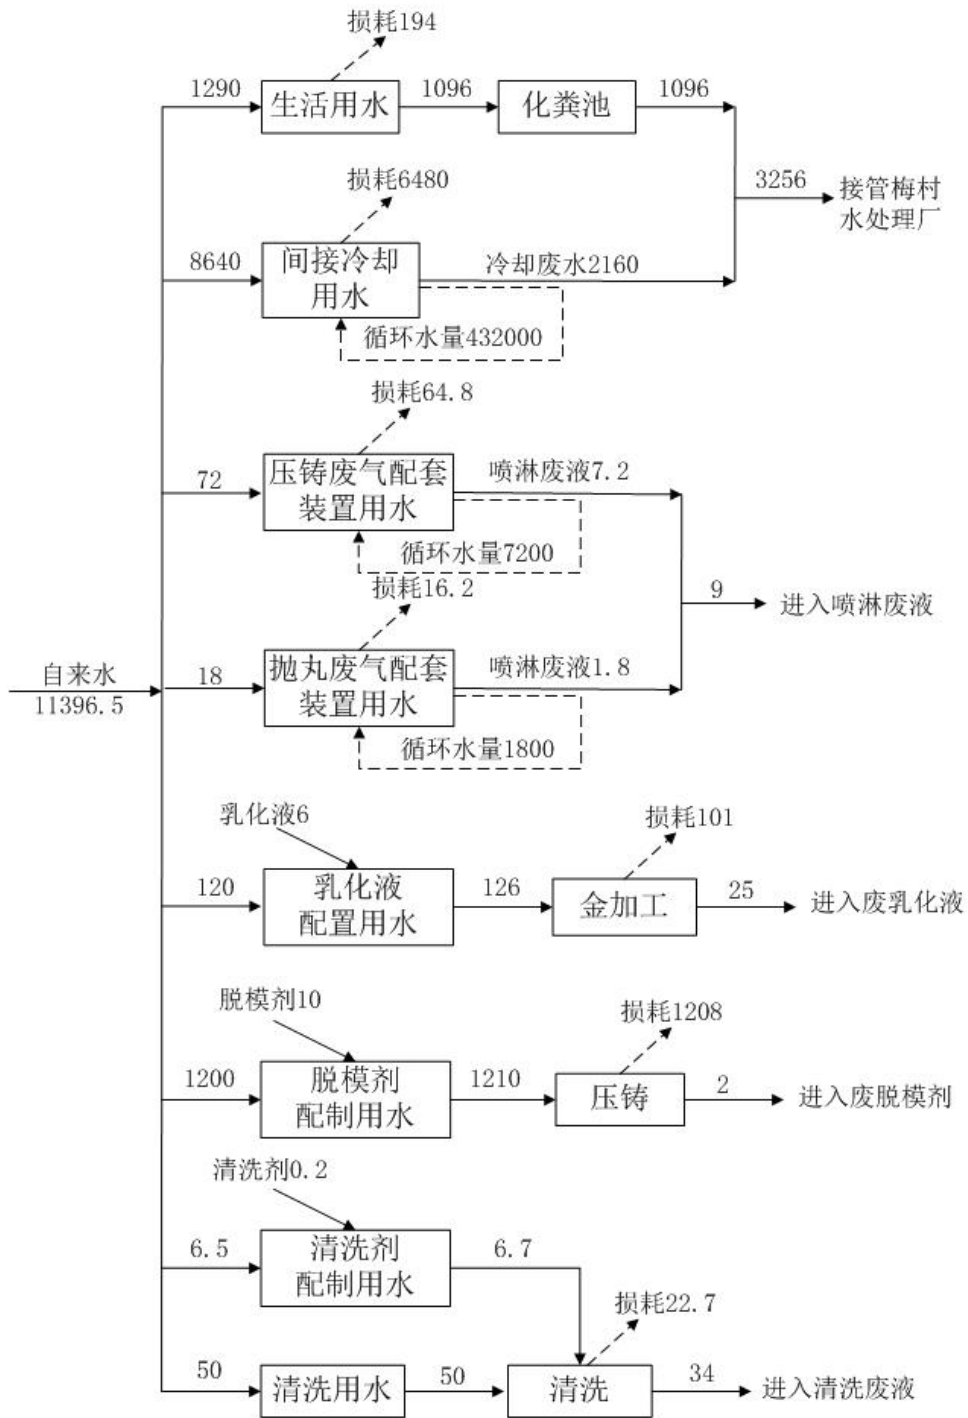 损耗194
1290
生活用水
1096
化粪池
1096
3256
接管梅村
水处理厂
损耗6480
8640
间接冷却
用水
冷却废水2160
循环水量432000
损耗64.8
72
压铸废气配套
装置用水
喷淋废液7.2
循环水量7200
9
进入喷淋废液
损耗16.2
自来水
11396.5
18
抛丸废气配套
装置用水
喷淋废液1.8
循环水量1800
乳化液6
损耗101
120
乳化液
配置用水
126
金加工
25
进入废乳化液
脱模剂10
损耗1208
1200
脱模剂
配制用水
1210
压铸
2
进入废脱模剂
清洗剂0.2
6.5
清洗剂
配制用水
6.7
损耗22.7
50
清洗用水
50
清洗
34
进入清洗废液